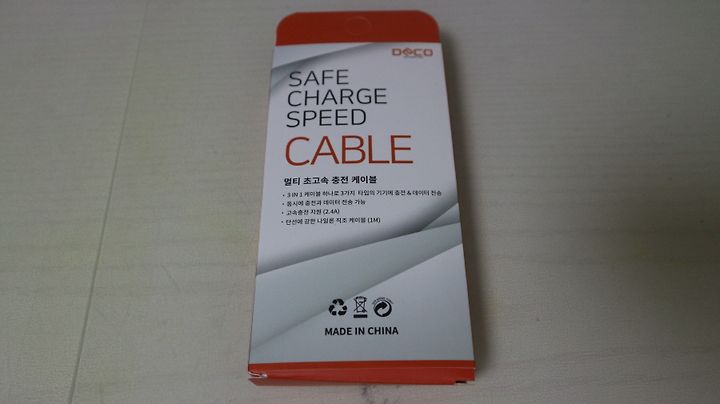 DOCO
SAFE
CHARGE
SPEED
CABLE
멀티 초고속 충전 케이블
• 3 IN 1 케이블 하나로 3가지 타입의 기기에 충전 & 데이터 전송
• 동시에 충전과 데이터 전송 가능
• 고속충전 지원 (2.4A)
• 단선에 강한 나일론 직조 케이블 (1M)
MADE IN CHINA